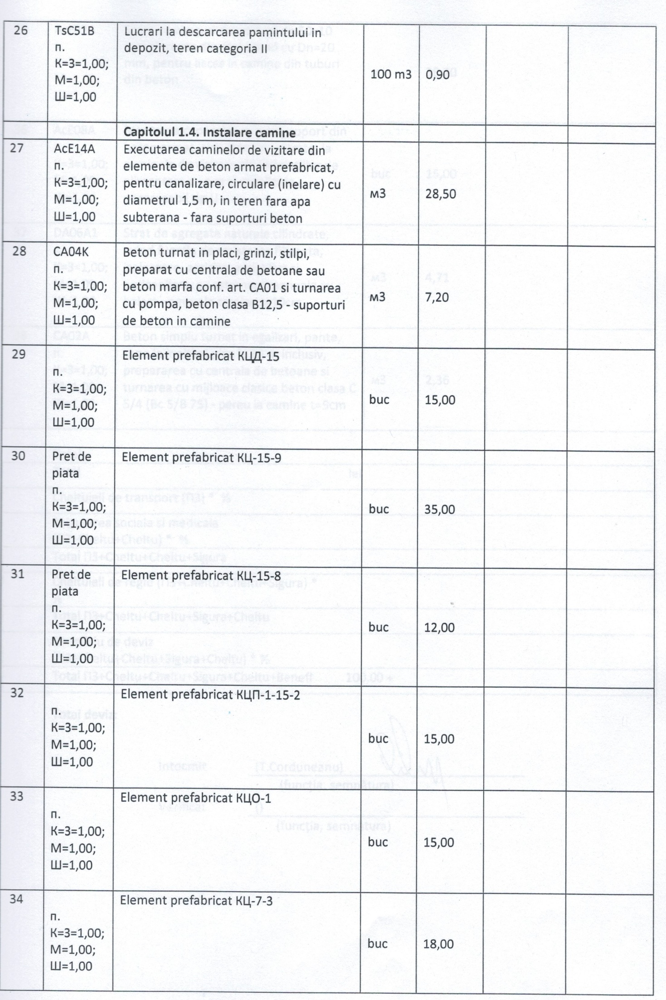 26
TsC51B
п.
К=З=1,00;
М=1,00;
Ш=1,00
Lucrari la descarcarea pamintului in
depozit, teren categoria II
100 m3
0,90
Capitolul 1.4. Instalare camine
27
AcE14A
п.
К=З=1,00;
М=1,00;
Ш=1,00
Executarea caminelor de vizitare din
elemente de beton armat prefabricat,
pentru canalizare, circulare (inelare) cu
diametrul 1,5 m, in teren fara apa
subterana - fara suporturi beton
м3
28,50
28
CA04K
п.
К=З=1,00;
М=1,00;
Ш=1,00
Beton turnat in placi, grinzi, stilpi,
preparat cu centrala de betoane sau
beton marfa conf. art. CA01 si turnarea
cu pompa, beton clasa B12,5 - suporturi
de beton in camine
м3
7,20
29
п.
К=З=1,00;
М=1,00;
Ш=1,00
Element prefabricat КЦД-15
buc
15,00
30
Pret de
piata
п.
К=З=1,00;
М=1,00;
Ш=1,00
Element prefabricat КЦ-15-9
buc
35,00
31
Pret de
piata
п.
К=З=1,00;
М=1,00;
Ш=1,00
Element prefabricat КЦ-15-8
buc
12,00
32
п.
К=З=1,00;
М=1,00;
Ш=1,00
Element prefabricat КЦП-1-15-2
buc
15,00
33
п.
К=З=1,00;
М=1,00;
Ш=1,00
Element prefabricat КЦО-1
buc
15,00
34
п.
К=З=1,00;
М=1,00;
Ш=1,00
Element prefabricat КЦ-7-3
buc
18,00